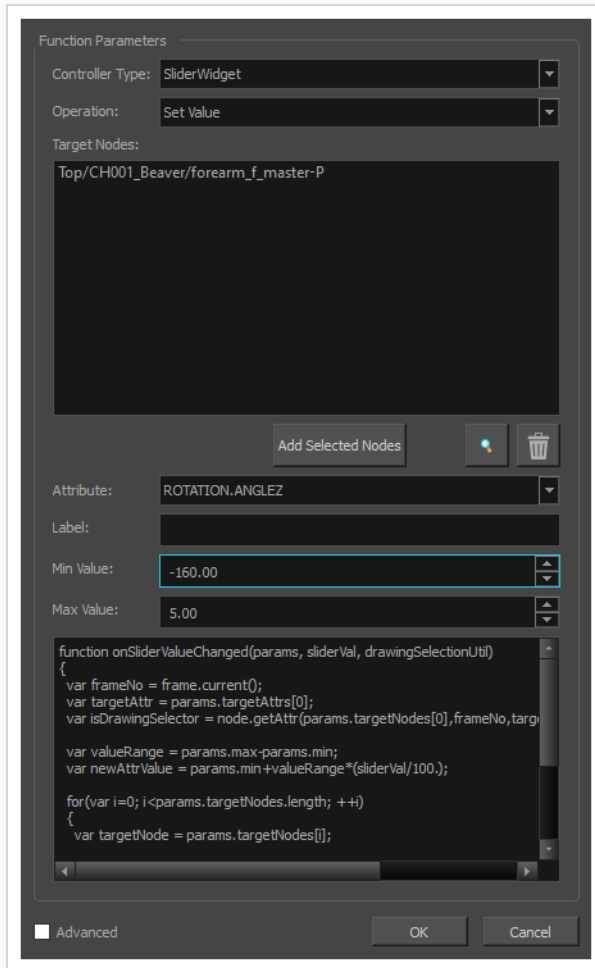 Function Parameters
Controller Type: SliderWidget
Operation: Set Value
Target Nodes:
Top/CH001_Beaver/forearm_f_master-P
Add Selected Nodes
Attribute: ROTATION.ANGLEZ
Label:
Min Value: -160.00
Max Value: 5.00
function onSliderValueChanged(params, sliderVal, drawingSelectionUtil)
{
var frameNo = frame.current();
var targetAttr = params.targetAttrs[0];
var isDrawingSelector = node.getAttr(params.targetNodes[0],frameNo,targ
var valueRange = params.max-params.min;
var newAttrValue = params.min+valueRange*(sliderVal/100.);
for(var i=0; i<params.targetNodes.length; ++i)
{
var targetNode = params.targetNodes[i];
Advanced
OK
Cancel